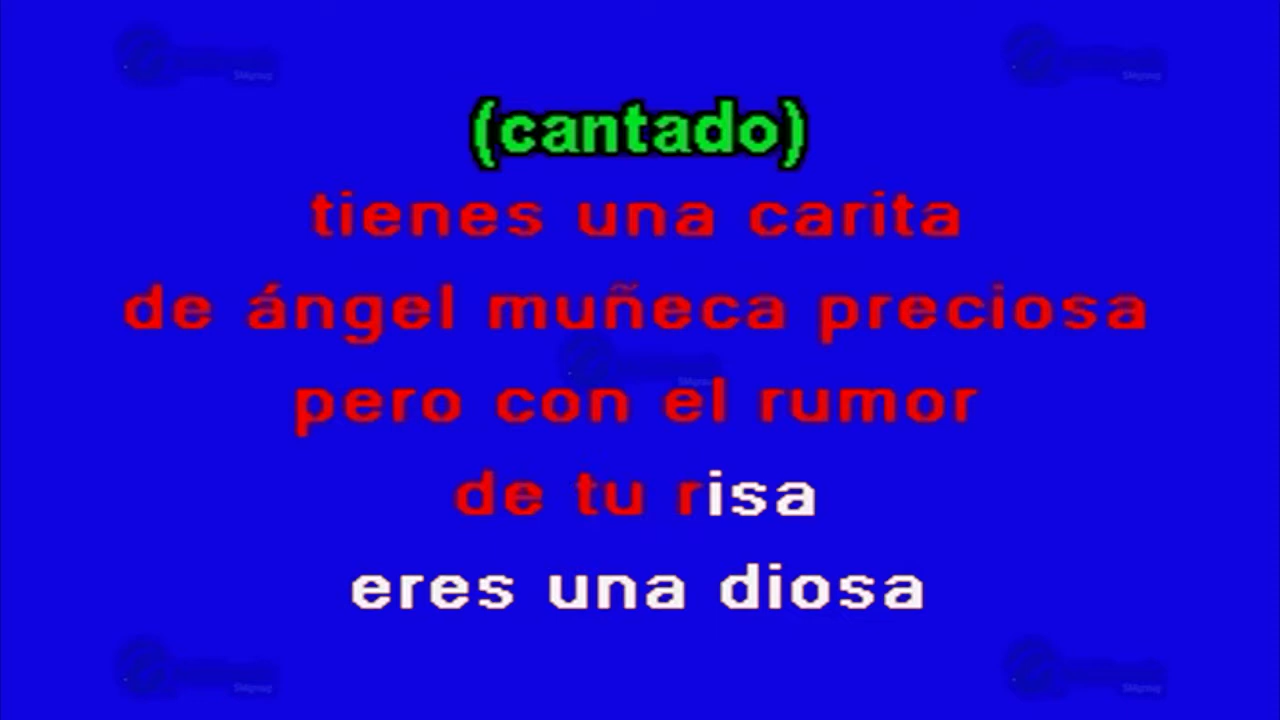 (cantado)
tienes una carita
de ángel muñeca preciosa
pero con el rumor
de tu risa
eres una diosa